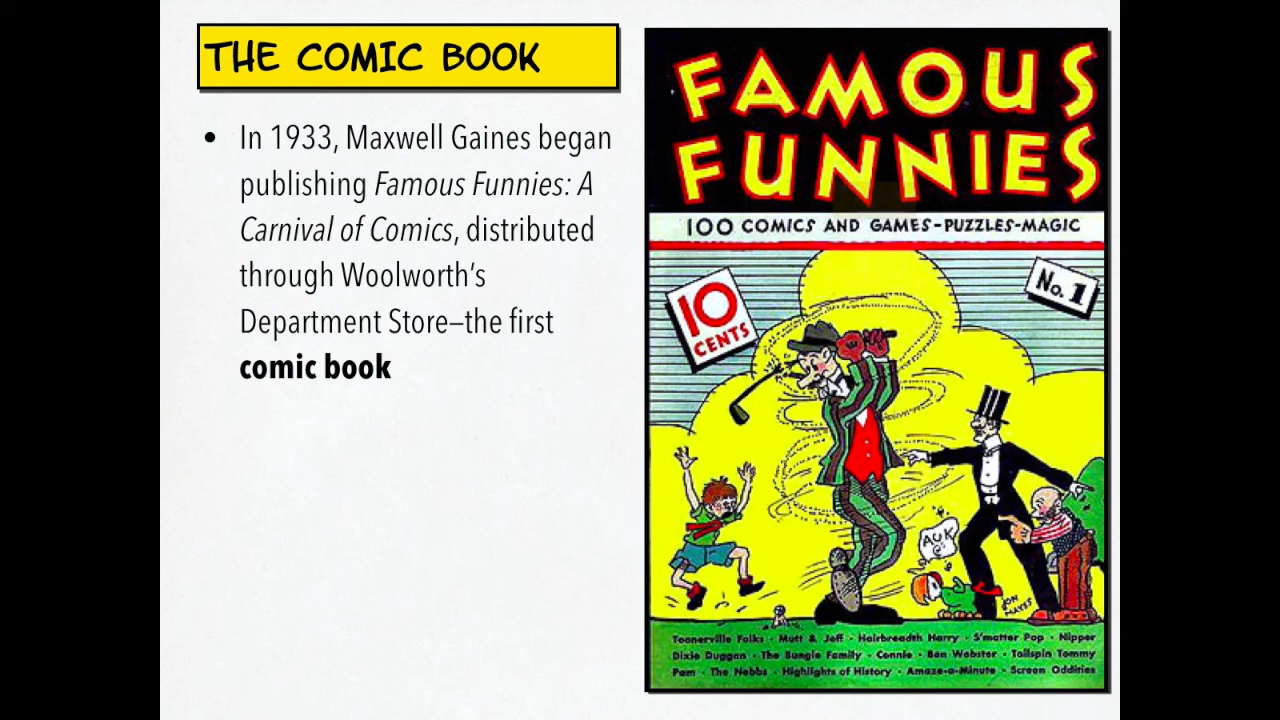 THE COMIC BOOK
• In 1933, Maxwell Gaines began
publishing Famous Funnies: A
Carnival of Comics, distributed
through Woolworth's
Department Store—the first
comic book
FAMOUS
FUNNIES
100 COMICS AND GAMES-PUZZLES-MAGIC
10
CENTS
No. 1
AUK
JON
MAYES
Toonerville Folks · Mutt & Jeff · Hairbreadth Harry · S'matter Pop · Nipper
Dixie Duggan · The Bungle Family · Connie · Ben Webster · Tailspin Tommy
Pam · The Nebbs · Highlights of History · Amaze-a-Minute · Screen Oddities